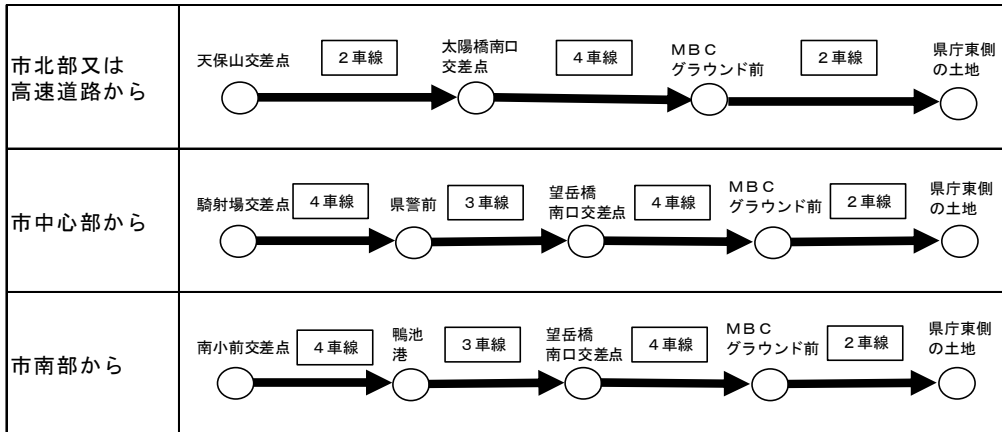 市北部又は
高速道路から
天保山交差点
２車線
太陽橋南口
交差点
４車線
ＭＢＣ
グラウンド前
２車線
県庁東側
の土地
市中心部から
騎射場交差点
４車線
県警前
３車線
望岳橋
南口交差点
４車線
ＭＢＣ
グラウンド前
２車線
県庁東側
の土地
市南部から
南小前交差点
４車線
鴨池
港
３車線
望岳橋
南口交差点
４車線
ＭＢＣ
グラウンド前
２車線
県庁東側
の土地